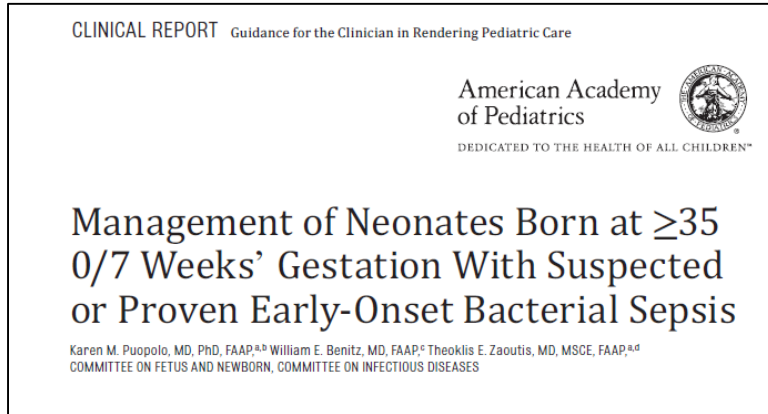 CLINICAL REPORT Guidance for the Clinician in Rendering Pediatric Care
American Academy
of Pediatrics
DEDICATED TO THE HEALTH OF ALL CHILDREN™
Management of Neonates Born at ≥35
0/7 Weeks’ Gestation With Suspected
or Proven Early-Onset Bacterial Sepsis
Karen M. Puopolo, MD, PhD, FAAP,a,b William E. Benitz, MD, FAAP,c Theoklis E. Zaoutis, MD, MSCE, FAAP,a,d
COMMITTEE ON FETUS AND NEWBORN, COMMITTEE ON INFECTIOUS DISEASES